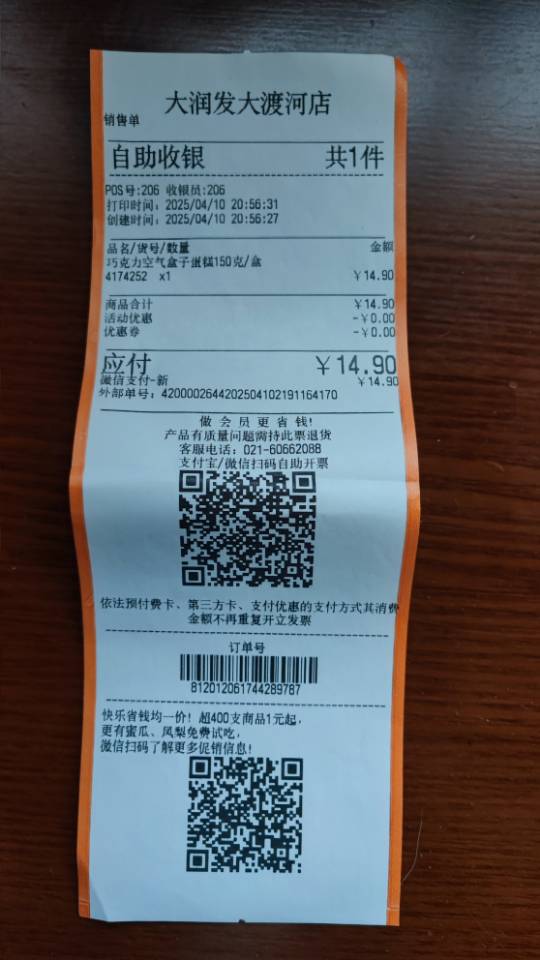 大润发大渡河店
销售单
自助收银 共1件
POS号:206 收银员:206
打印时间: 2025/04/10 20:56:31
创建时间: 2025/04/10 20:56:27
品名/货号/数量 金额
巧克力空气盒子蛋糕150克/盒
4174252 x1 ￥14.90
商品合计 ￥14.90
活动优惠 -￥0.00
优惠券 -￥0.00
应付 ￥14.90
微信支付-新 ￥14.90
外部单号: 4200002644202504102191164170
做会员更省钱!
产品有质量问题需持此票退货
客服电话: 021-60662088
支付宝/微信扫码自助开票
依法预付费卡、第三方卡、支付优惠的支付方式其消费
金额不再重复开立发票
订单号
812012061744289787
快乐省钱均一价! 超400支商品1元起,
更有蜜瓜、凤梨免费试吃,
微信扫码了解更多促销信息!